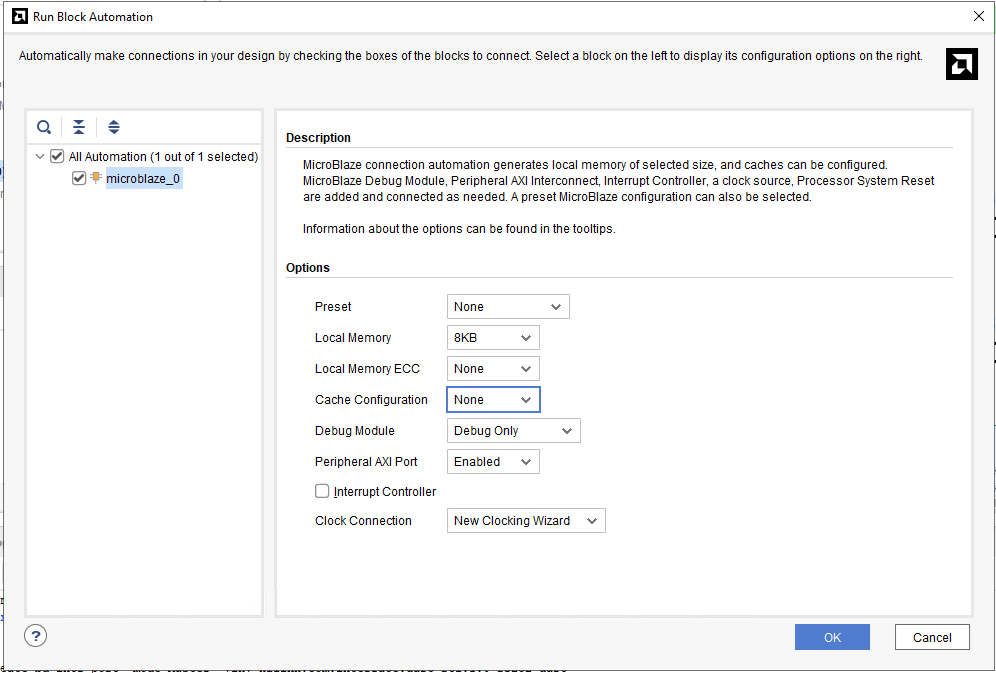 Run Block Automation
Automatically make connections in your design by checking the boxes of the blocks to connect. Select a block on the left to display its configuration options on the right.
All Automation (1 out of 1 selected)
microblaze_0
Description
MicroBlaze connection automation generates local memory of selected size, and caches can be configured.
MicroBlaze Debug Module, Peripheral AXI Interconnect, Interrupt Controller, a clock source, Processor System Reset
are added and connected as needed. A preset MicroBlaze configuration can also be selected.
Information about the options can be found in the tooltips.
Options
Preset None
Local Memory 8KB
Local Memory ECC None
Cache Configuration None
Debug Module Debug Only
Peripheral AXI Port Enabled
Interrupt Controller
Clock Connection New Clocking Wizard
?
OK Cancel